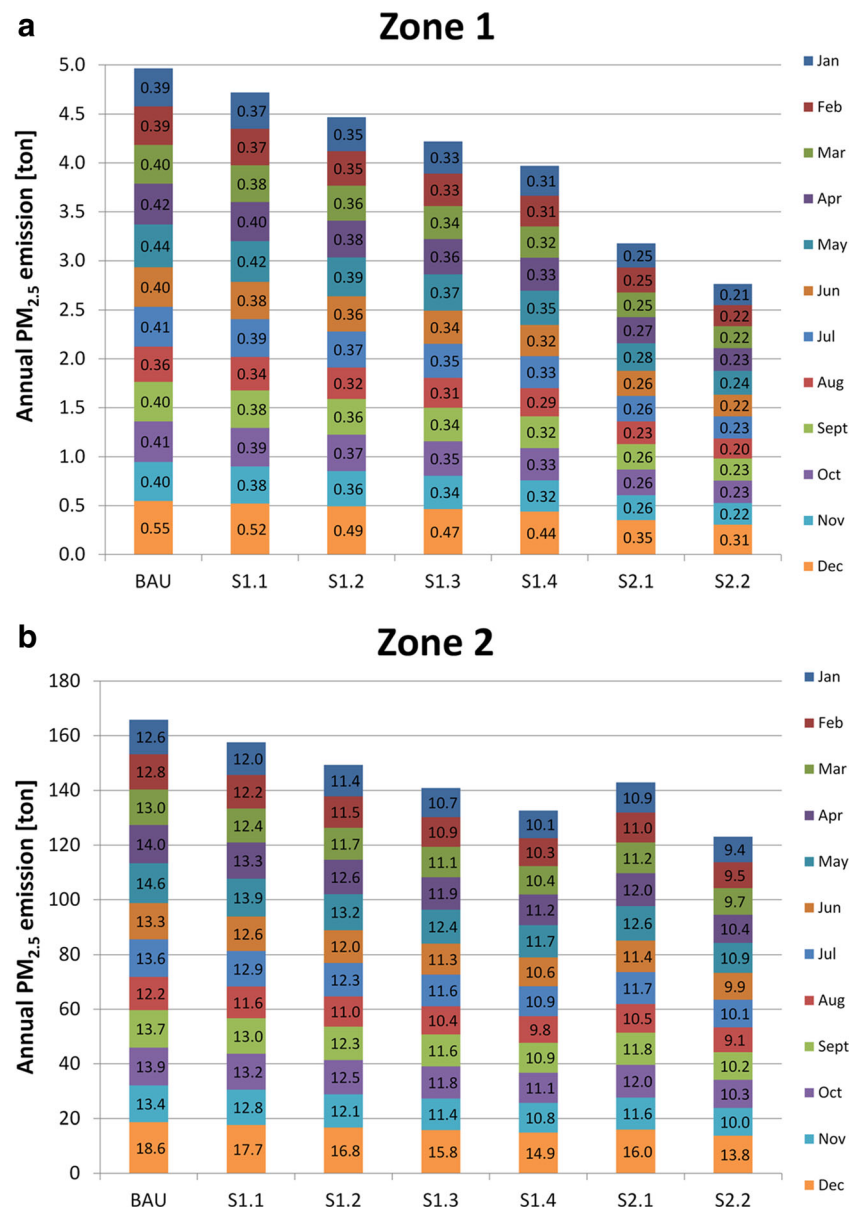 a
Zone 1
Annual PM2.5 emission [ton]
5.0
4.5
4.0
3.5
3.0
2.5
2.0
1.5
1.0
0.5
0.0
0.39 0.37 0.35 0.33 0.31 0.25 0.21
0.39 0.37 0.35 0.33 0.31 0.25 0.22
0.40 0.38 0.36 0.34 0.32 0.25 0.22
0.42 0.40 0.38 0.36 0.33 0.27 0.23
0.44 0.42 0.39 0.37 0.35 0.28 0.24
0.40 0.38 0.36 0.34 0.32 0.26 0.22
0.41 0.39 0.37 0.35 0.33 0.26 0.23
0.36 0.34 0.32 0.31 0.29 0.23 0.20
0.40 0.38 0.36 0.34 0.32 0.26 0.23
0.41 0.39 0.37 0.35 0.33 0.26 0.23
0.40 0.38 0.36 0.34 0.32 0.26 0.22
0.55 0.52 0.49 0.47 0.44 0.35 0.31
BAU S1.1 S1.2 S1.3 S1.4 S2.1 S2.2
Jan
Feb
Mar
Apr
May
Jun
Jul
Aug
Sept
Oct
Nov
Dec
b
Zone 2
Annual PM2.5 emission [ton]
180
160
140
120
100
80
60
40
20
0
12.6 12.0 11.4 10.7 10.1 10.9 9.4
12.8 12.2 11.5 10.9 10.3 11.0 9.5
13.0 12.4 11.7 11.1 10.4 11.2 9.7
14.0 13.3 12.6 11.9 11.2 12.0 10.4
14.6 13.9 13.2 12.4 11.7 12.6 10.9
13.3 12.6 12.0 11.3 10.6 11.4 9.9
13.6 12.9 12.3 11.6 10.9 11.7 10.1
12.2 11.6 11.0 10.4 9.8 10.5 9.1
13.7 13.0 12.3 11.6 10.9 11.8 10.2
13.9 13.2 12.5 11.8 11.1 12.0 10.3
13.4 12.8 12.1 11.4 10.8 11.6 10.0
18.6 17.7 16.8 15.8 14.9 16.0 13.8
BAU S1.1 S1.2 S1.3 S1.4 S2.1 S2.2
Jan
Feb
Mar
Apr
May
Jun
Jul
Aug
Sept
Oct
Nov
Dec